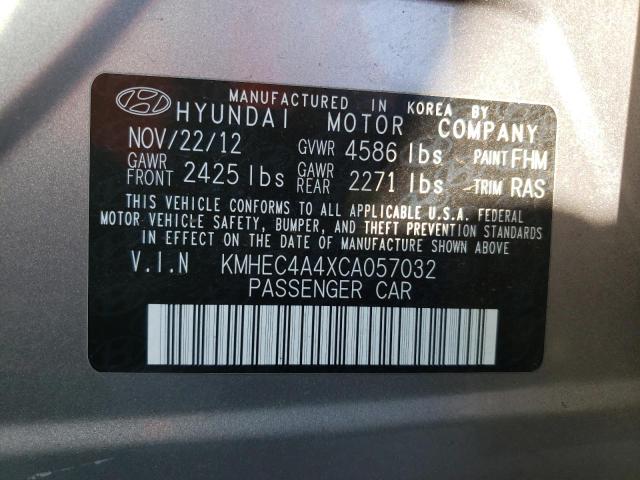 MANUFACTURED IN KOREA BY
HYUNDAI MOTOR COMPANY
NOV/22/12 GVWR 4586 lbs PAINT FHM
GAWR FRONT 2425 lbs GAWR REAR 2271 lbs TRIM RAS
THIS VEHICLE CONFORMS TO ALL APPLICABLE U.S.A. FEDERAL
MOTOR VEHICLE SAFETY, BUMPER, AND THEFT PREVENTION STANDARDS
IN EFFECT ON THE DATE OF MANUFACTURE SHOWN ABOVE
V.I.N KMHEC4A4XCA057032
PASSENGER CAR